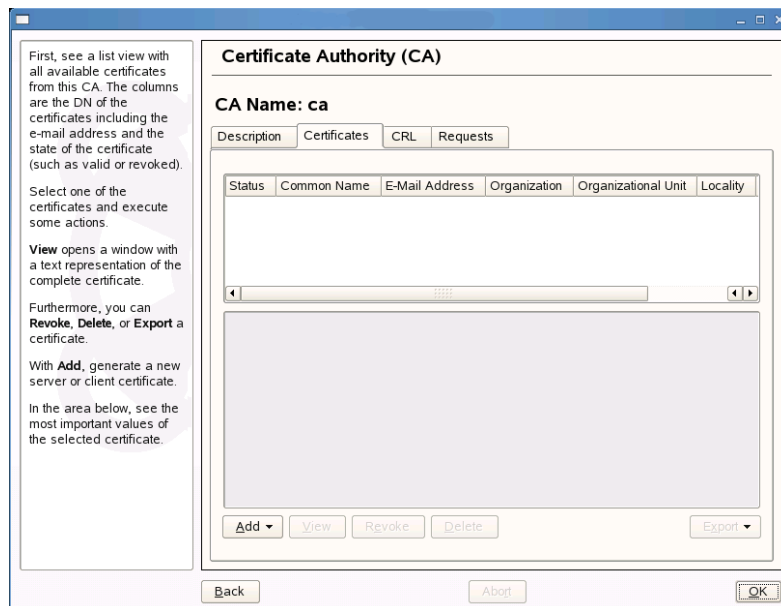 First, see a list view with
all available certificates
from this CA. The columns
are the DN of the
certificates including the
e-mail address and the
state of the certificate
(such as valid or revoked).
Select one of the
certificates and execute
some actions.
View opens a window with
a text representation of the
complete certificate.
Furthermore, you can
Revoke, Delete, or Export a
certificate.
With Add, generate a new
server or client certificate.
In the area below, see the
most important values of
the selected certificate.
Certificate Authority (CA)
CA Name: ca
Description Certificates CRL Requests
Status Common Name E-Mail Address Organization Organizational Unit Locality
Add View Revoke Delete Export
Back Abort OK